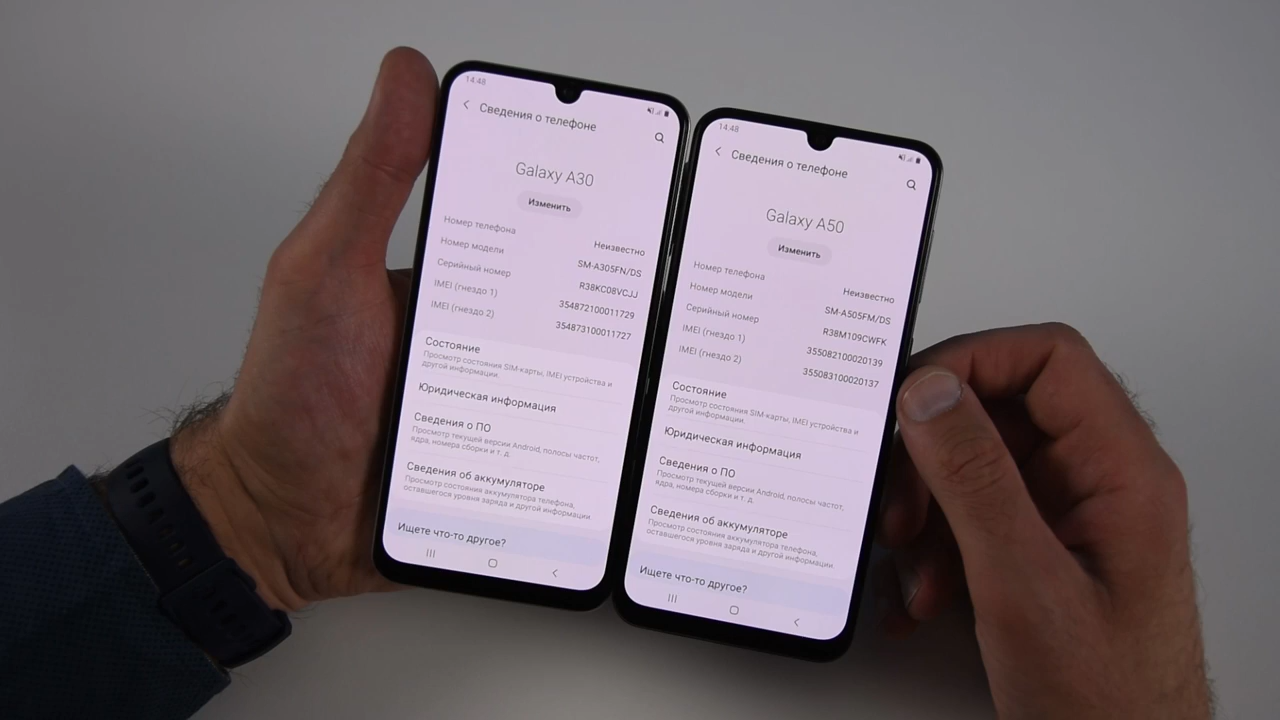 14:48
Сведения о телефоне
Galaxy A30
Изменить
Номер телефона
Неизвестно
Номер модели
SM-A305FN/DS
Серийный номер
R38KC08VCJJ
IMEI (гнездо 1)
354872100011729
IMEI (гнездо 2)
354873100011727
Состояние
Просмотр состояния SIM-карты, IMEI устройства и
другой информации.
Юридическая информация
Сведения о ПО
Просмотр текущей версии Android, полосы частот,
ядра, номера сборки и т. д.
Сведения об аккумуляторе
Просмотр состояния аккумулятора телефона,
оставшегося уровня заряда и другой информации.
Ищете что-то другое?
14:48
Сведения о телефоне
Galaxy A50
Изменить
Номер телефона
Неизвестно
Номер модели
SM-A505FM/DS
Серийный номер
R38M109CWFK
IMEI (гнездо 1)
355082100020139
IMEI (гнездо 2)
355083100020137
Состояние
Просмотр состояния SIM-карты, IMEI устройства и
другой информации.
Юридическая информация
Сведения о ПО
Просмотр текущей версии Android, полосы частот,
ядра, номера сборки и т. д.
Сведения об аккумуляторе
Просмотр состояния аккумулятора телефона,
оставшегося уровня заряда и другой информации
Ищете что-то другое?